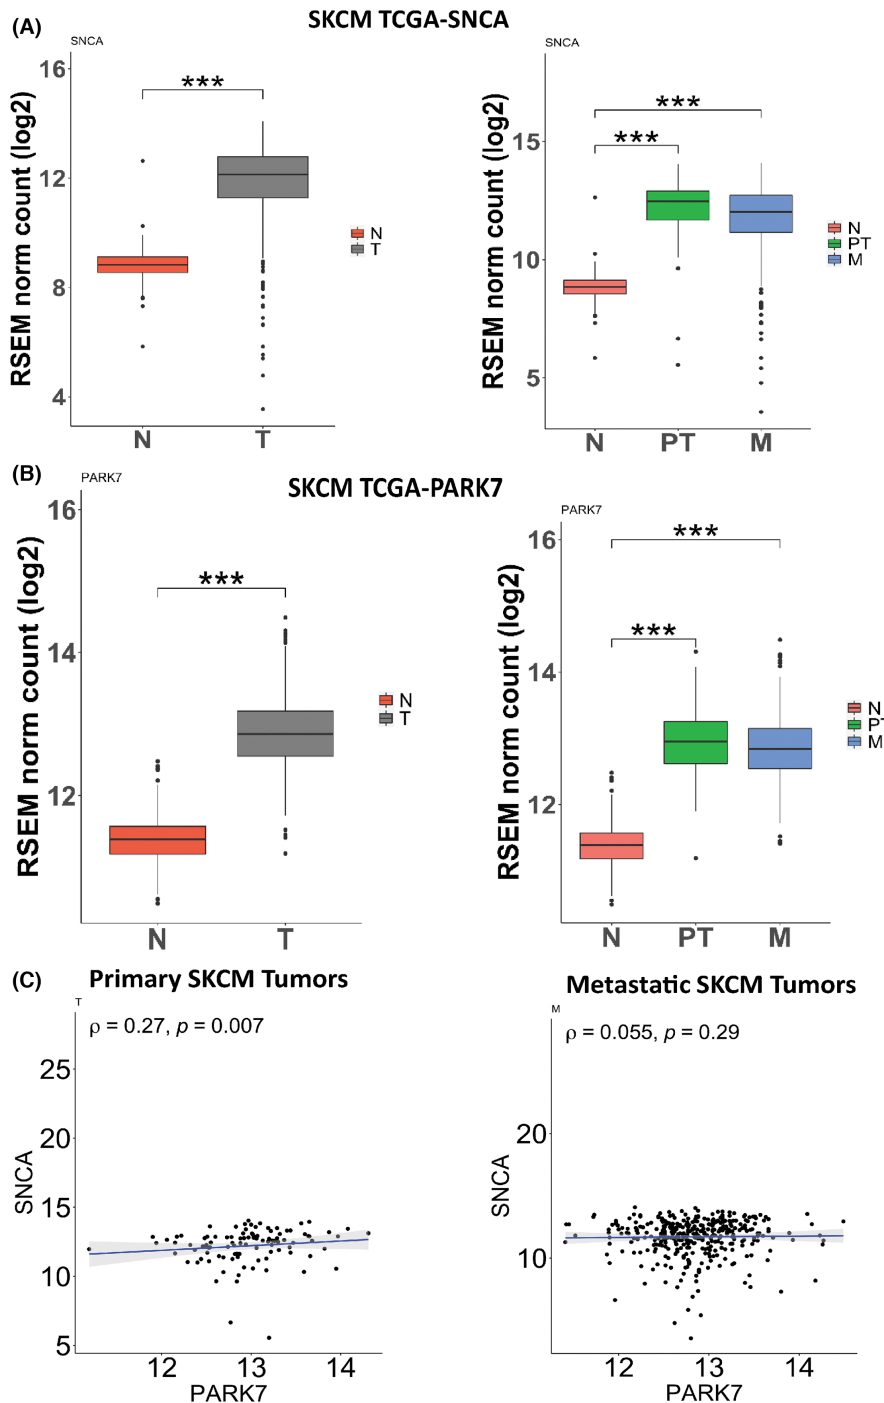 (A)
SKCM TCGA-SNCA
SNCA
RSEM norm count (log2)
16
12
8
4
***
N
T
N
T
SNCA
RSEM norm count (log2)
15
10
5
***
***
N
PT
M
N
PT
M
(B)
SKCM TCGA-PARK7
PARK7
RSEM norm count (log2)
16
14
12
***
N
T
N
T
PARK7
RSEM norm count (log2)
16
14
12
***
***
N
PT
M
N
PT
M
(C)
Primary SKCM Tumors
T
ρ = 0.27, p = 0.007
SNCA
25
20
15
10
5
12 13 14
PARK7
Metastatic SKCM Tumors
M
ρ = 0.055, p = 0.29
SNCA
20
10
12 13 14
PARK7